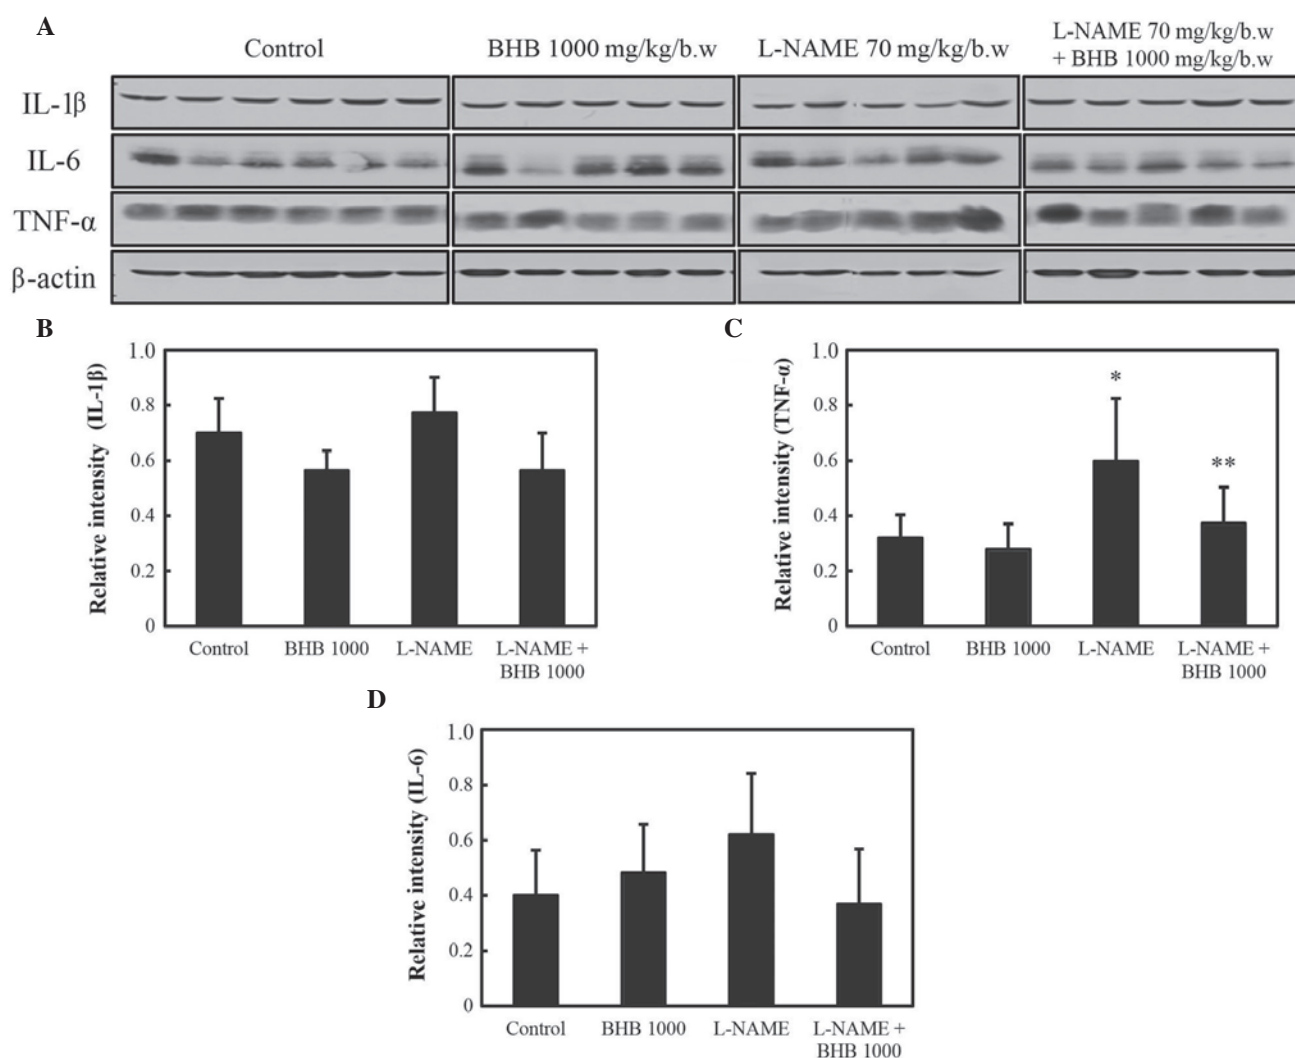 A
Control
BHB 1000 mg/kg/b.w
L-NAME 70 mg/kg/b.w
L-NAME 70 mg/kg/b.w
+ BHB 1000 mg/kg/b.w
IL-1β
IL-6
TNF-α
β-actin
B
Relative intensity (IL-1β)
1.0
0.8
0.6
0.4
0.2
0
Control
BHB 1000
L-NAME
L-NAME +
BHB 1000
C
Relative intensity (TNF-α)
1.0
0.8
0.6
0.4
0.2
0
*
**
Control
BHB 1000
L-NAME
L-NAME +
BHB 1000
D
Relative intensity (IL-6)
1.0
0.8
0.6
0.4
0.2
0
Control
BHB 1000
L-NAME
L-NAME +
BHB 1000